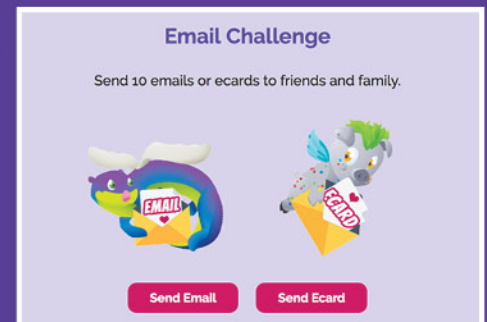 Email Challenge
Send 10 emails or ecards to friends and family.
EMAIL
ECARD
Send Email
Send Ecard